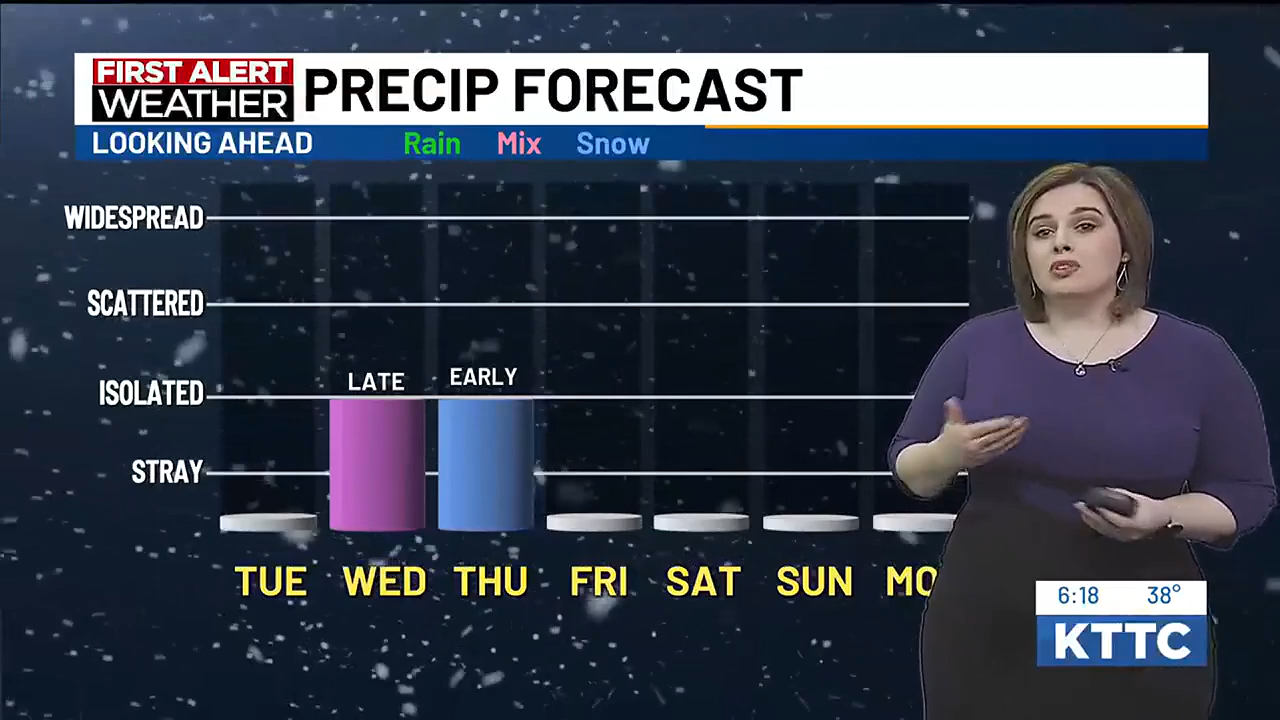 FIRST ALERT
WEATHER
PRECIP FORECAST
LOOKING AHEAD Rain Mix Snow
WIDESPREAD
SCATTERED
ISOLATED
STRAY
LATE EARLY
TUE WED THU FRI SAT SUN MO
6:18 38°
KTTC